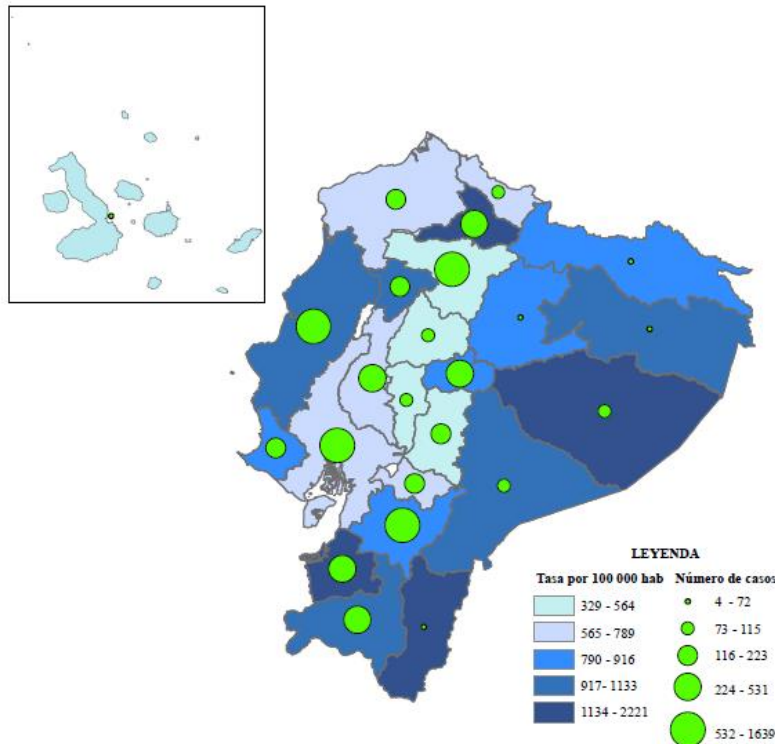 LEYENDA
Tasa por 100 000 hab
329 - 564
565 - 789
790 - 916
917 - 1133
1134 - 2221
Número de casos
4 - 72
73 - 115
116 - 223
224 - 531
532 - 1639